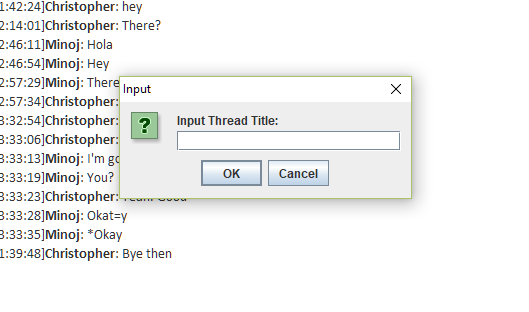 1:42:24]Christopher: hey
2:14:01]Christopher: There?
2:46:11]Minoj: Hola
2:46:54]Minoj: Hey
2:57:29]Minoj: There
2:57:34]Christopher:
3:32:54]Christopher:
3:33:06]Christopher:
3:33:13]Minoj: I'm go
3:33:19]Minoj: You?
3:33:23]Christopher: Yeah! Good
3:33:28]Minoj: Okat=y
3:33:35]Minoj: *Okay
1:39:48]Christopher: Bye then
Input
Input Thread Title:
OK
Cancel